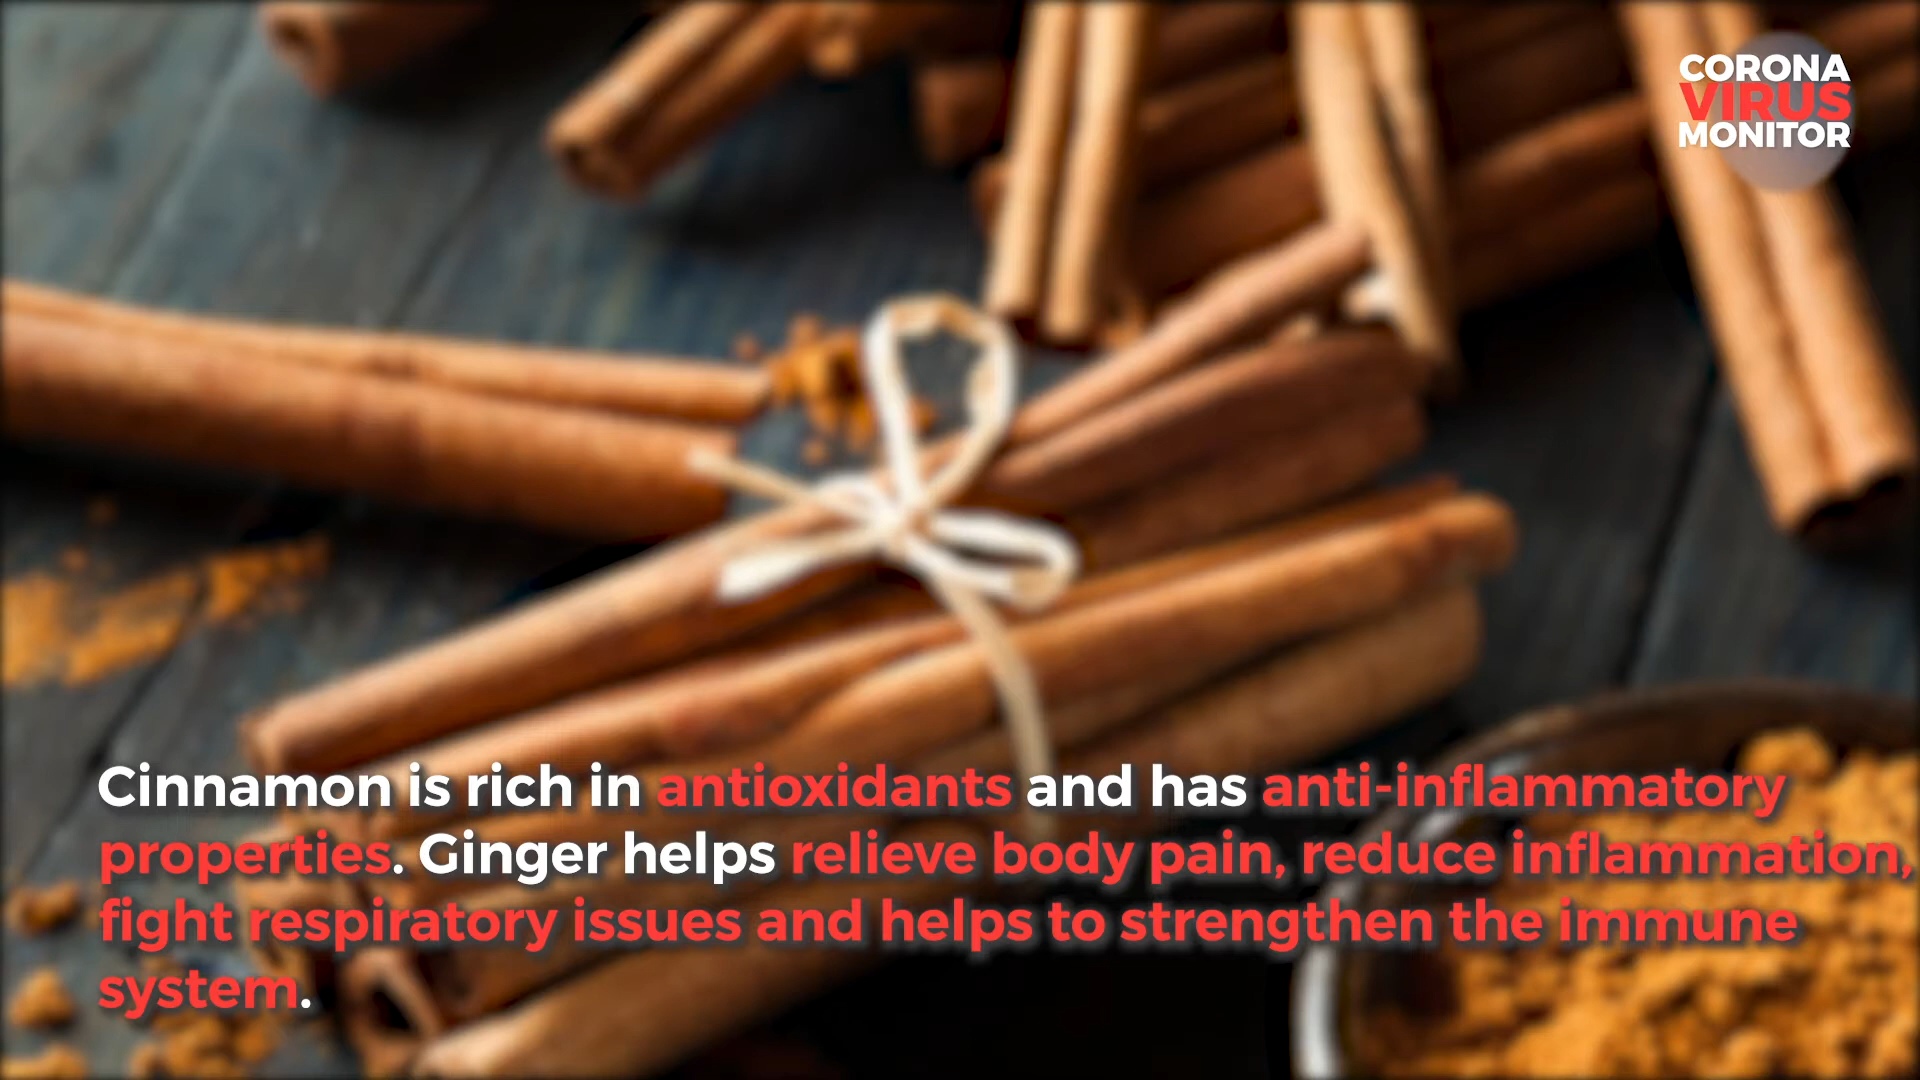 CORONA
VIRUS
MONITOR
Cinnamon is rich in antioxidants and has anti-inflammatory
properties. Ginger helps relieve body pain, reduce inflammation,
fight respiratory issues and helps to strengthen the immune
system.